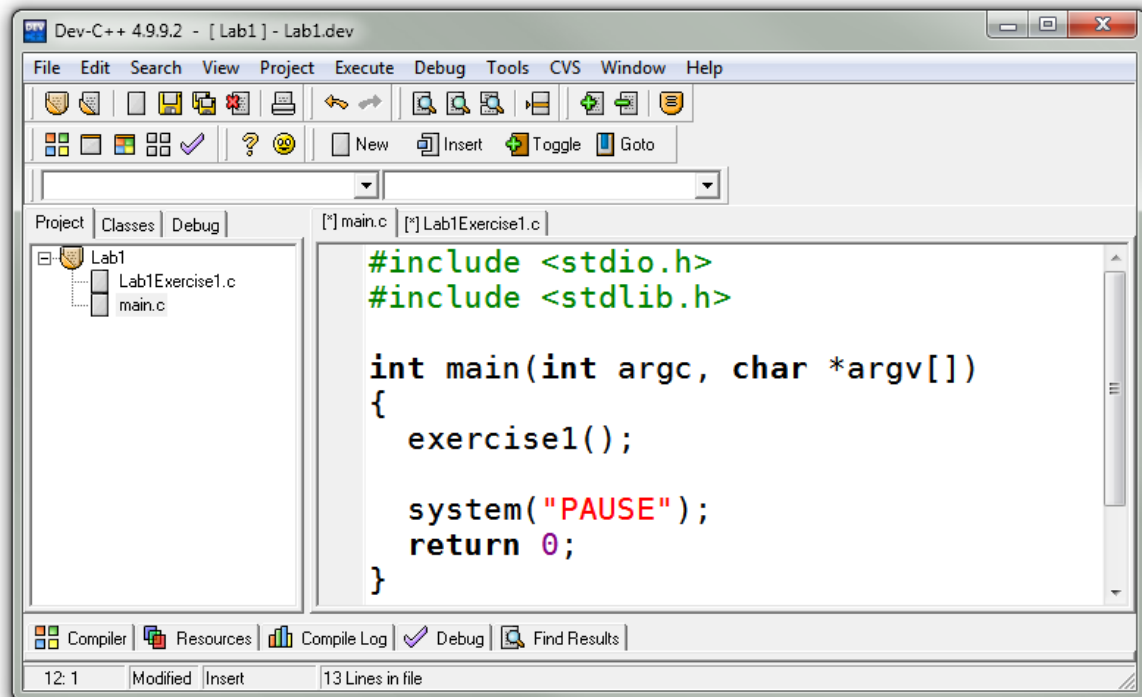 Dev-C++ 4.9.9.2 - [ Lab1 ] - Lab1.dev
File Edit Search View Project Execute Debug Tools CVS Window Help
New Insert Toggle Goto
Project Classes Debug
[*] main.c [*] Lab1Exercise1.c
Lab1
Lab1Exercise1.c
main.c
#include <stdio.h>
#include <stdlib.h>
int main(int argc, char *argv[])
{
exercise1();
system("PAUSE");
return 0;
}
Compiler Resources Compile Log Debug Find Results
12: 1 Modified Insert 13 Lines in file